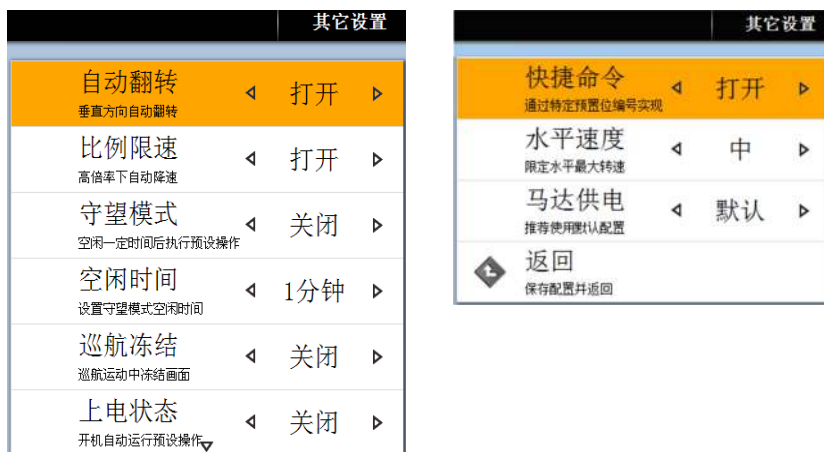 其它设置
自动翻转 打开
垂直方向自动翻转
比例限速 打开
高倍率下自动降速
守望模式 关闭
空闲一定时间后执行预设操作
空闲时间 1分钟
设置守望模式空闲时间
巡航冻结 关闭
巡航运动中冻结画面
上电状态 关闭
开机自动运行预设操作
其它设置
快捷命令 打开
通过特定预置位编号实现
水平速度 中
限定水平最大转速
马达供电 默认
推荐使用默认配置
返回
保存配置并返回